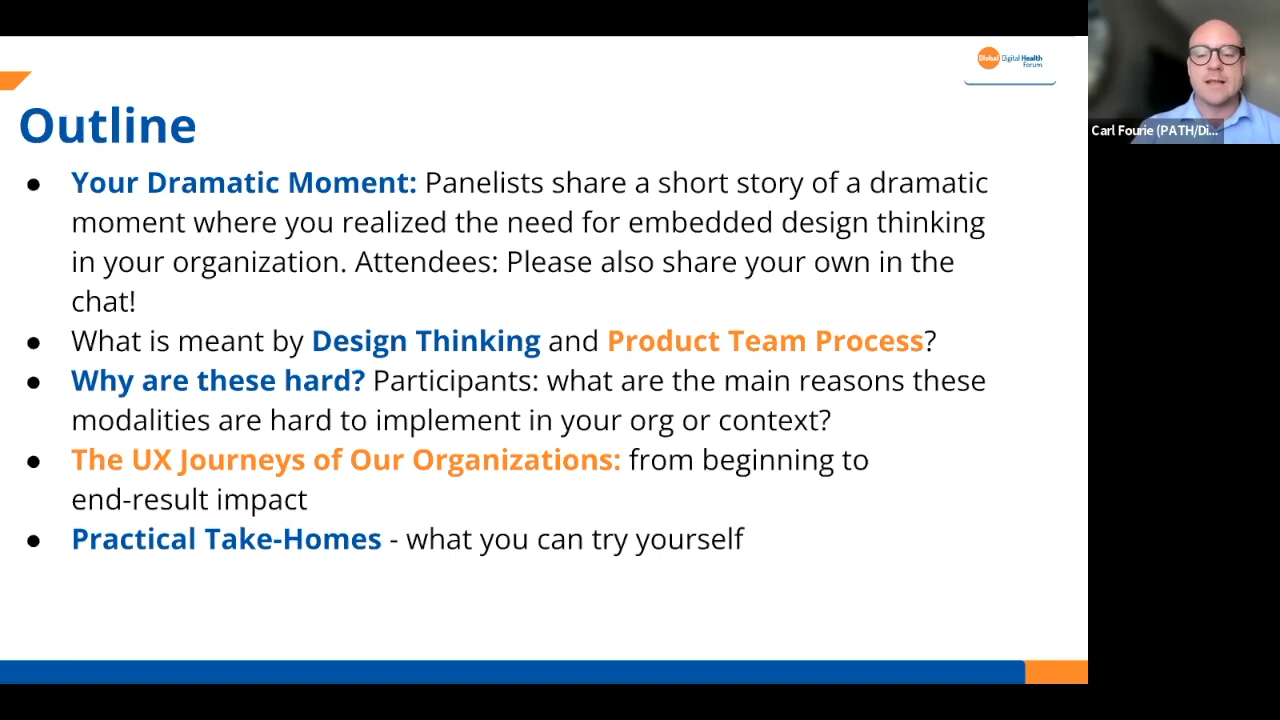 Global Digital Health
Forum
Outline
● Your Dramatic Moment: Panelists share a short story of a dramatic
moment where you realized the need for embedded design thinking
in your organization. Attendees: Please also share your own in the
chat!
● What is meant by Design Thinking and Product Team Process?
● Why are these hard? Participants: what are the main reasons these
modalities are hard to implement in your org or context?
● The UX Journeys of Our Organizations: from beginning to
end-result impact
● Practical Take-Homes - what you can try yourself
Carl Fourie (PATH/Di...